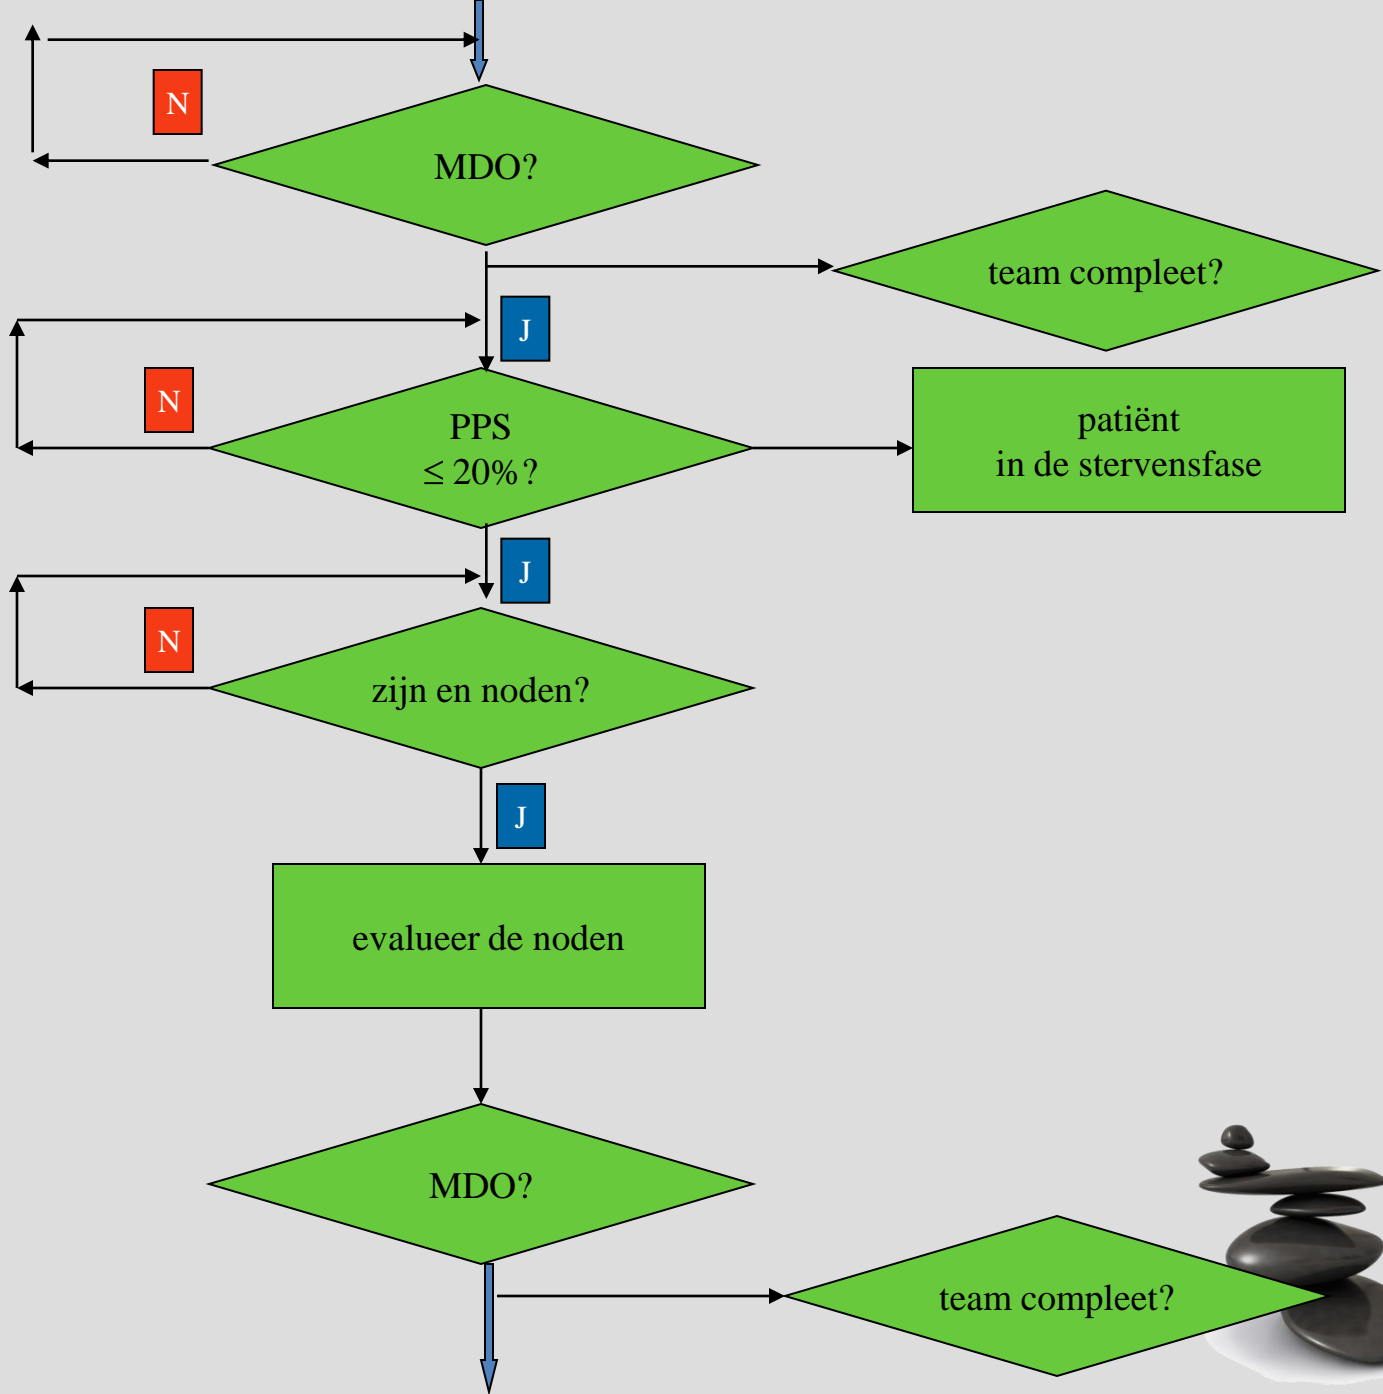 N
MDO?
team compleet?
J
N
PPS
≤ 20%?
patiënt
in de stervensfase
J
N
zijn en noden?
J
evalueer de noden
MDO?
team compleet?